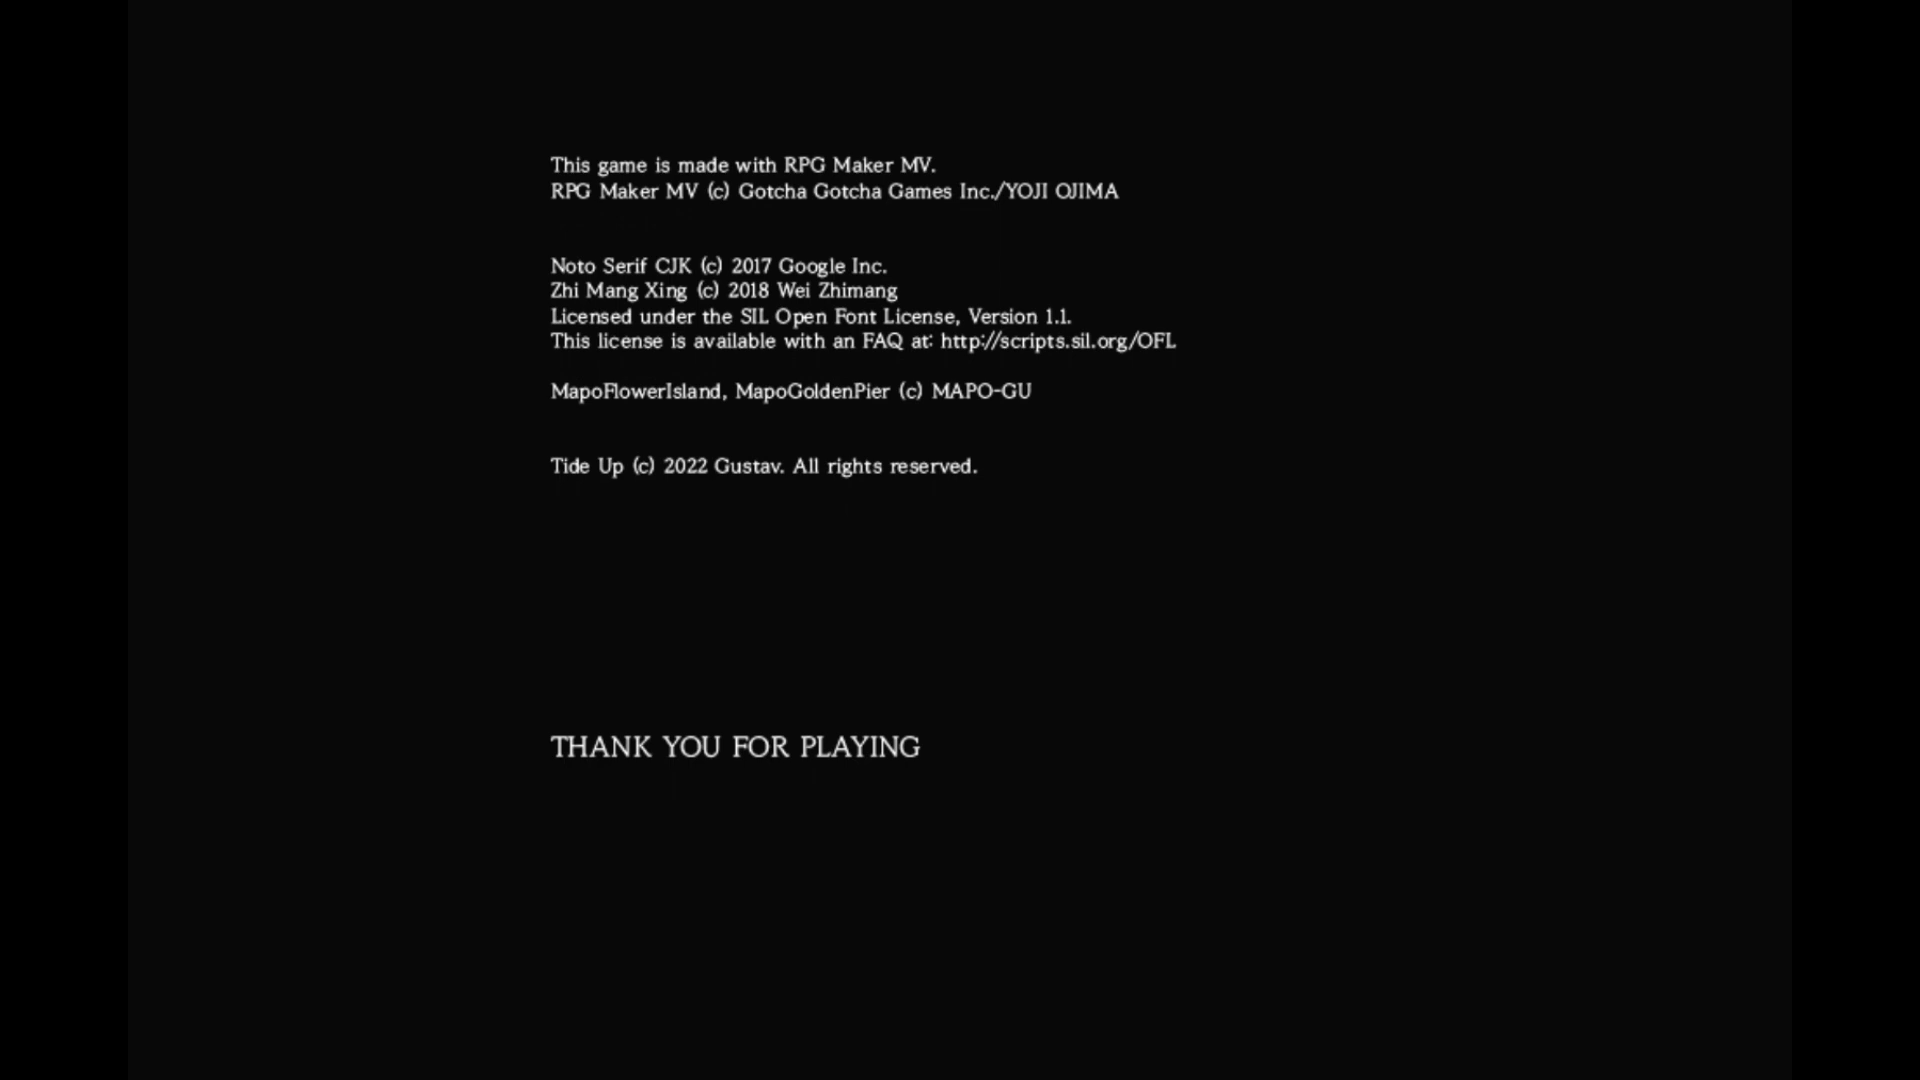 This game is made with RPG Maker MV.
RPG Maker MV (c) Gotcha Gotcha Games Inc./YOJI OJIMA
Noto Serif CJK (c) 2017 Google Inc.
Zhi Mang Xing (c) 2018 Wei Zhimang
Licensed under the SIL Open Font License, Version 1.1.
This license is available with an FAQ at: http://scripts.sil.org/OFL
MapoFlowerIsland, MapoGoldenPier (c) MAPO-GU
Tide Up (c) 2022 Gustav. All rights reserved.
THANK YOU FOR PLAYING